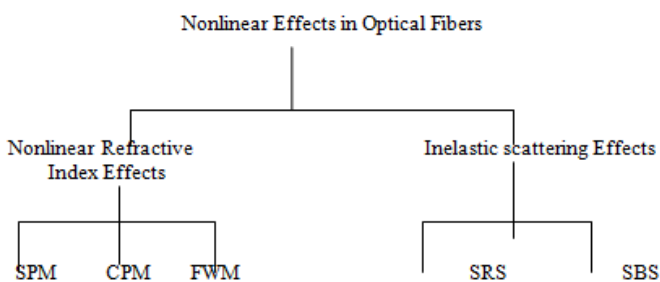 Nonlinear Effects in Optical Fibers
Nonlinear Refractive
Index Effects
Inelastic scattering Effects
SPM CPM FWM
SRS SBS